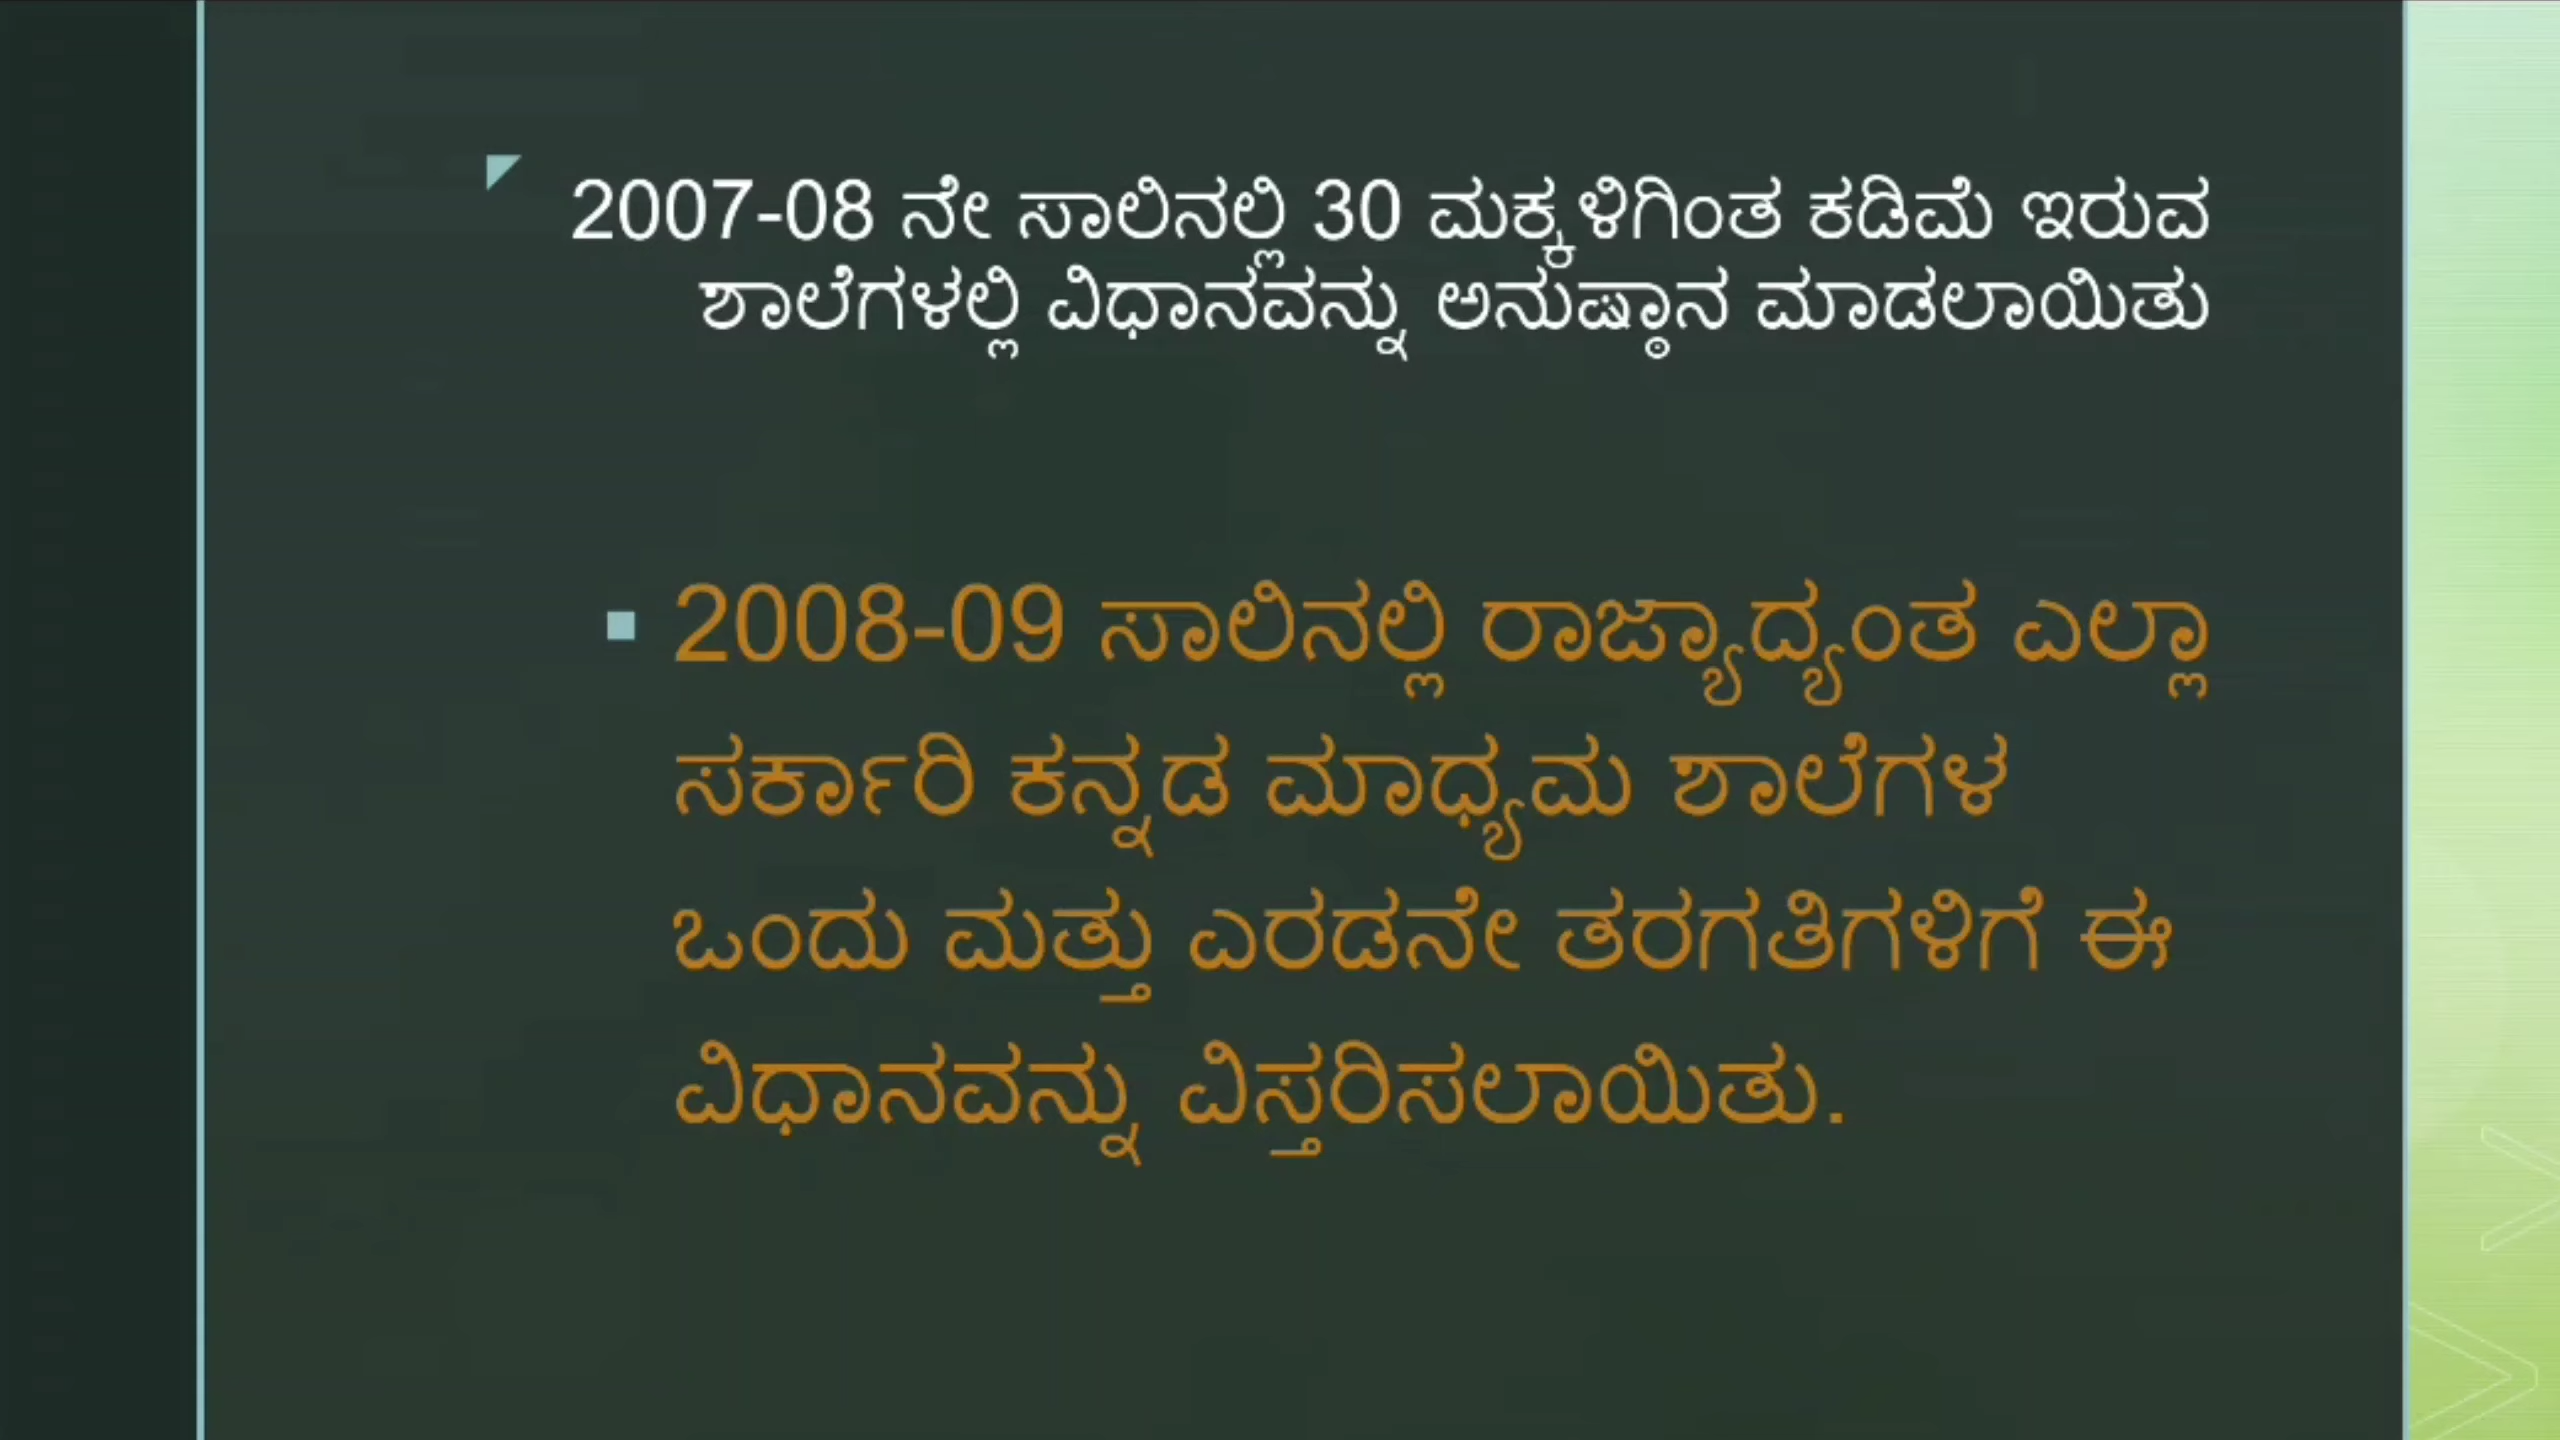 2007-08 ನೇ ಸಾಲಿನಲ್ಲಿ 30 ಮಕ್ಕಳಿಗಿಂತ ಕಡಿಮೆ ಇರುವ
ಶಾಲೆಗಳಲ್ಲಿ ವಿಧಾನವನ್ನು ಅನುಷ್ಠಾನ ಮಾಡಲಾಯಿತು
2008-09 ಸಾಲಿನಲ್ಲಿ ರಾಜ್ಯಾದ್ಯಂತ ಎಲ್ಲಾ
ಸರ್ಕಾರಿ ಕನ್ನಡ ಮಾಧ್ಯಮ ಶಾಲೆಗಳ
ಒಂದು ಮತ್ತು ಎರಡನೇ ತರಗತಿಗಳಿಗೆ ಈ
ವಿಧಾನವನ್ನು ವಿಸ್ತರಿಸಲಾಯಿತು.